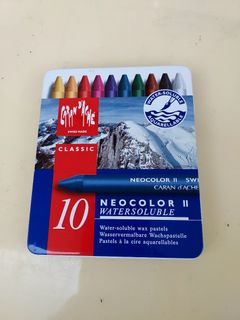 CARAN D'ACHE
SWISS MADE
WATER-SOLUBLE
AQUARELLABLE
CLASSIC
NEOCOLOR II SWI
CARAN d'ACHE
10
NEOCOLOR II
WATERSOLUBLE
Water-soluble wax pastels
Wasservermalbare Wachspastelle
Pastels à la cire aquarellables